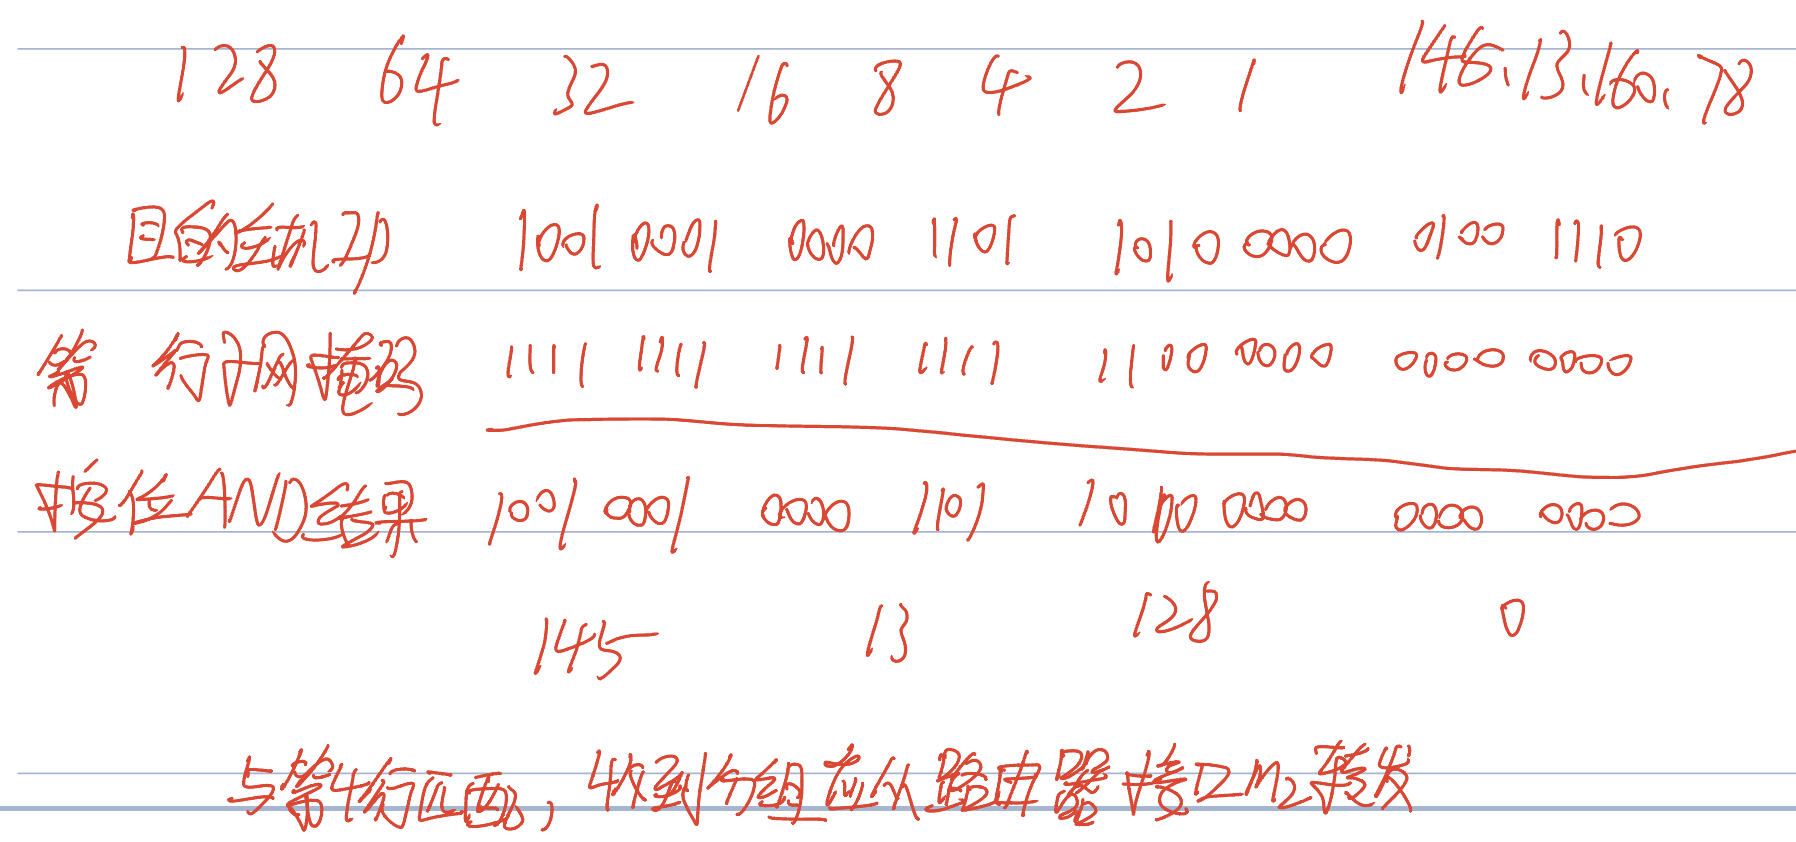 128 64 32 16 8 4 2 1 146.13.160.78
目的主机IP 1001 0001 0000 1101 1010 0000 0100 1110
第 行子网掩码 1111 1111 1111 1111 1100 0000 0000 0000
按位AND结果 1001 0001 0000 1101 1000 0000 0000 0000
145 13 128 0
与第4行匹配,收到分组应从路由器接口m2转发